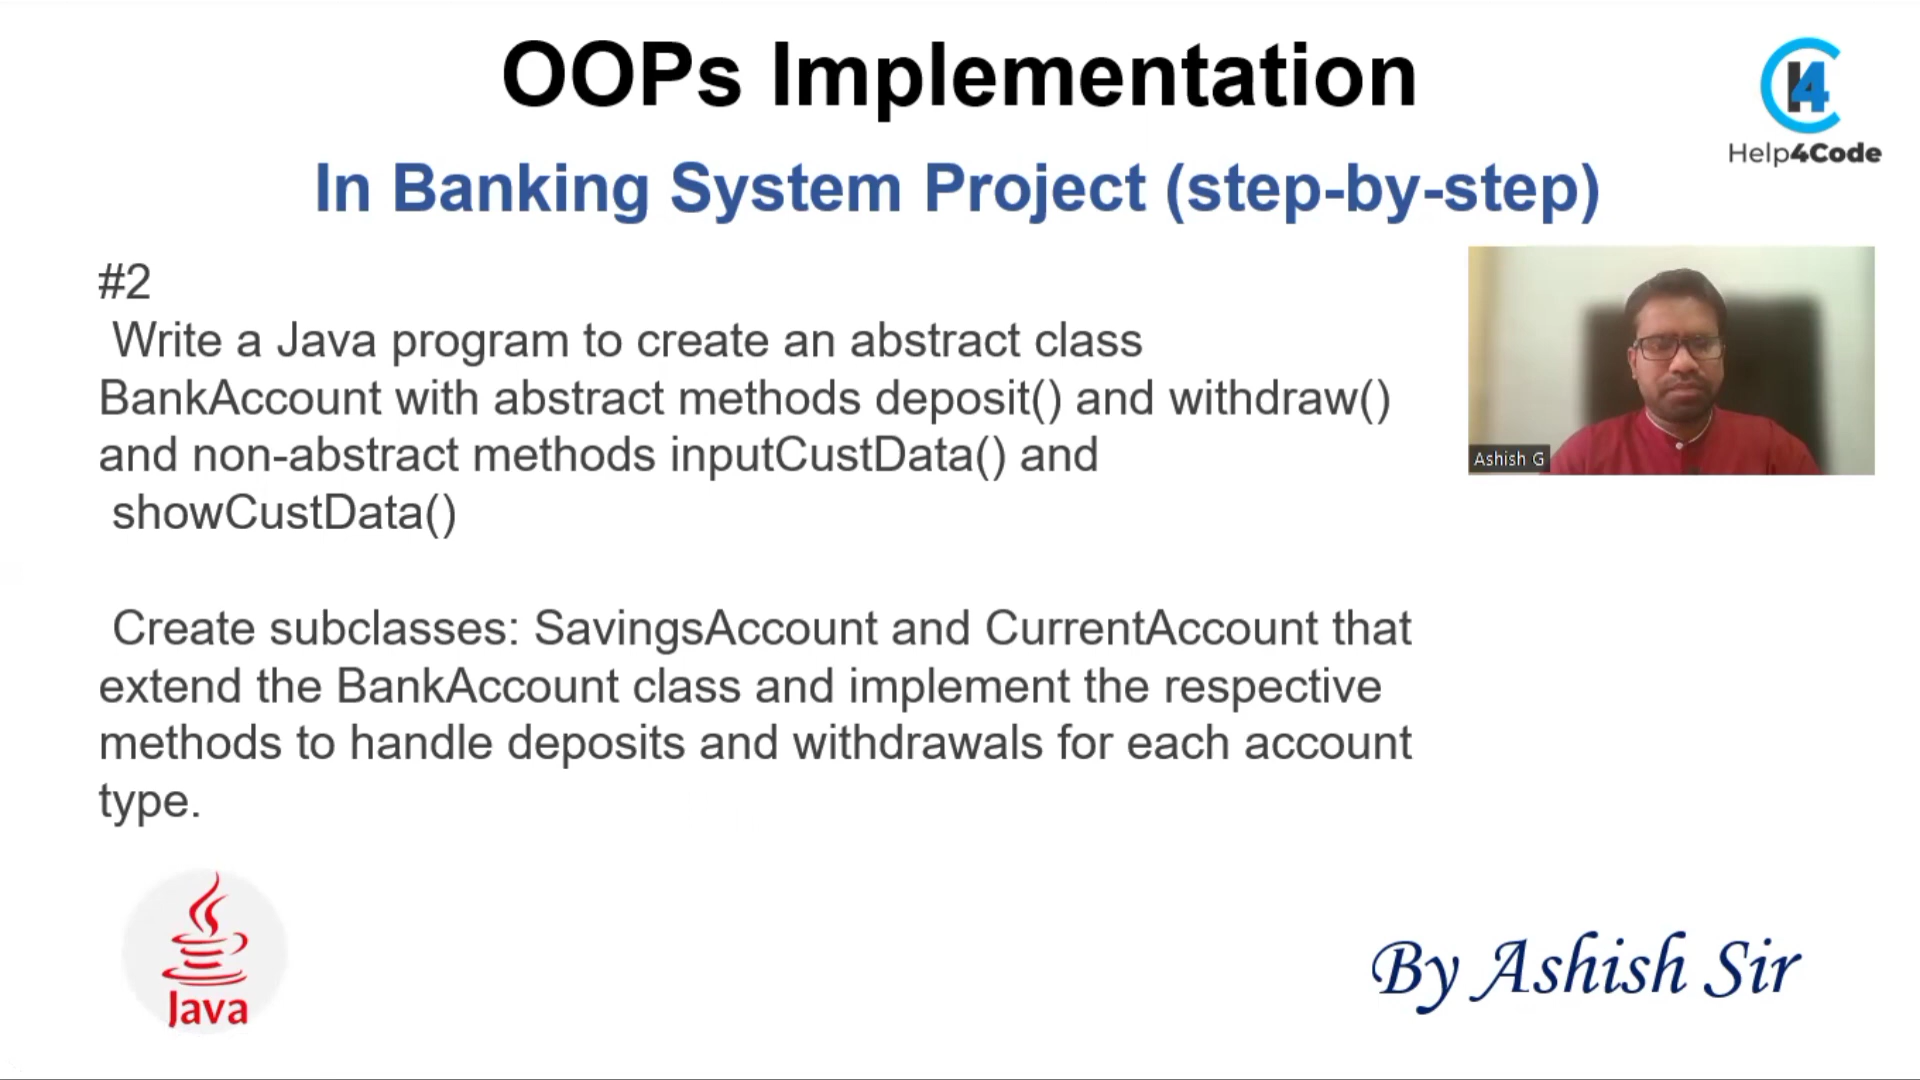 OOPs Implementation
In Banking System Project (step-by-step)
H4
Help4Code
#2
Write a Java program to create an abstract class
BankAccount with abstract methods deposit() and withdraw()
and non-abstract methods inputCustData() and
showCustData()
Ashish G
Create subclasses: SavingsAccount and CurrentAccount that
extend the BankAccount class and implement the respective
methods to handle deposits and withdrawals for each account
type.
Java
By Ashish Sir